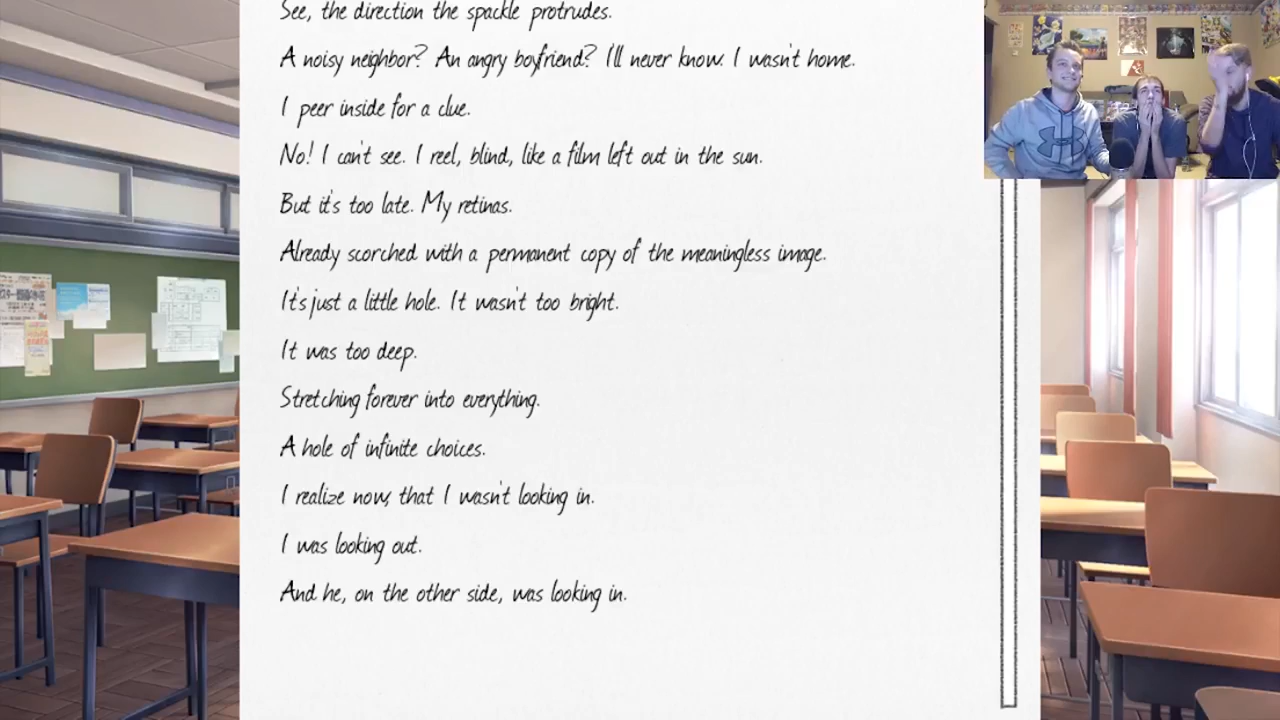 See, the direction the spackle protrudes.
A noisy neighbor? An angry boyfriend? I'll never know. I wasn't home.
I peer inside for a clue.
No! I can't see. I reel, blind, like a film left out in the sun.
But it's too late. My retinas.
Already scorched with a permanent copy of the meaningless image.
It's just a little hole. It wasn't too bright.
It was too deep.
Stretching forever into everything.
A hole of infinite choices.
I realize now, that I wasn't looking in.
I was looking out.
And he, on the other side, was looking in.